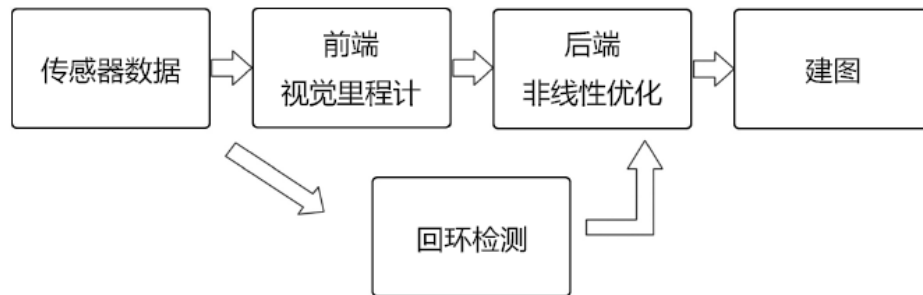 传感器数据
前端
视觉里程计
后端
非线性优化
建图
回环检测